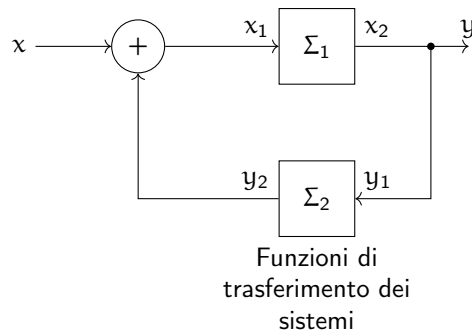 x
+
x₁
Σ₁
x₂
y
y₂
Σ₂
y₁
Funzioni di
trasferimento dei
sistemi